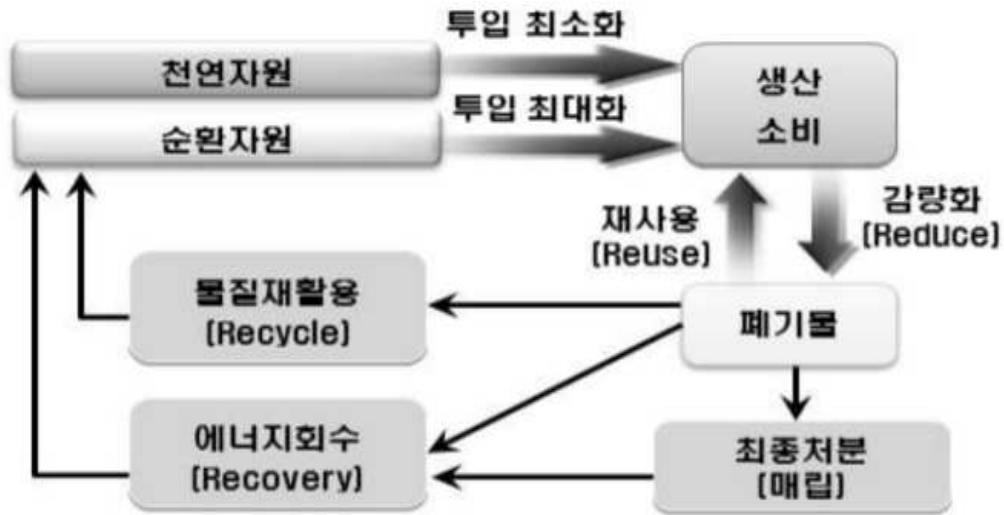 투입 최소화
천연자원
생산
소비
투입 최대화
순환자원
재사용
(Reuse)
감량화
(Reduce)
물질재활용
(Recycle)
폐기물
에너지회수
(Recovery)
최종처분
(매립)